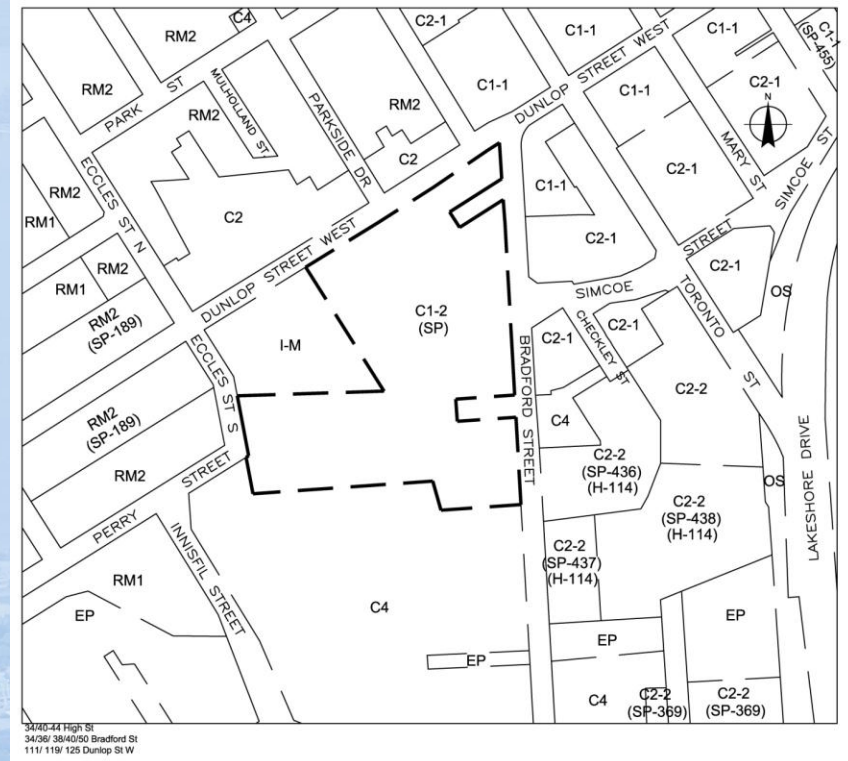 C4
RM2
C2-1
C1-1
C1-1
C1-1
(SP-455)
RM2
PARK ST
MULHOLLAND ST
RM2
PARKSIDE DR
RM2
C1-1
DUNLOP STREET WEST
C1-1
C2-1
N
ECCLES ST N
RM2
RM1
C2
C2
C1-1
C2-1
MARY ST
SIMCOE ST
STREET
RM2
RM1
DUNLOP STREET WEST
C2-1
C2-1
OS
RM2
(SP-189)
ECCLES ST S
I-M
C1-2
(SP)
SIMCOE
TORONTO ST
BRADFORD STREET
C2-1
CHECKLEY ST
C2-1
C2-2
RM2
(SP-189)
C4
LAKESHORE DRIVE
RM2
PERRY STREET
C2-2
(SP-436)
(H-114)
OS
C2-2
(SP-438)
(H-114)
C2-2
(SP-437)
(H-114)
INNISFIL STREET
RM1
EP
C4
EP
EP
EP
C4
C2-2
(SP-369)
C2-2
(SP-369)
34/40-44 High St
34/36/ 38/40/50 Bradford St
111/ 119/ 125 Dunlop St W